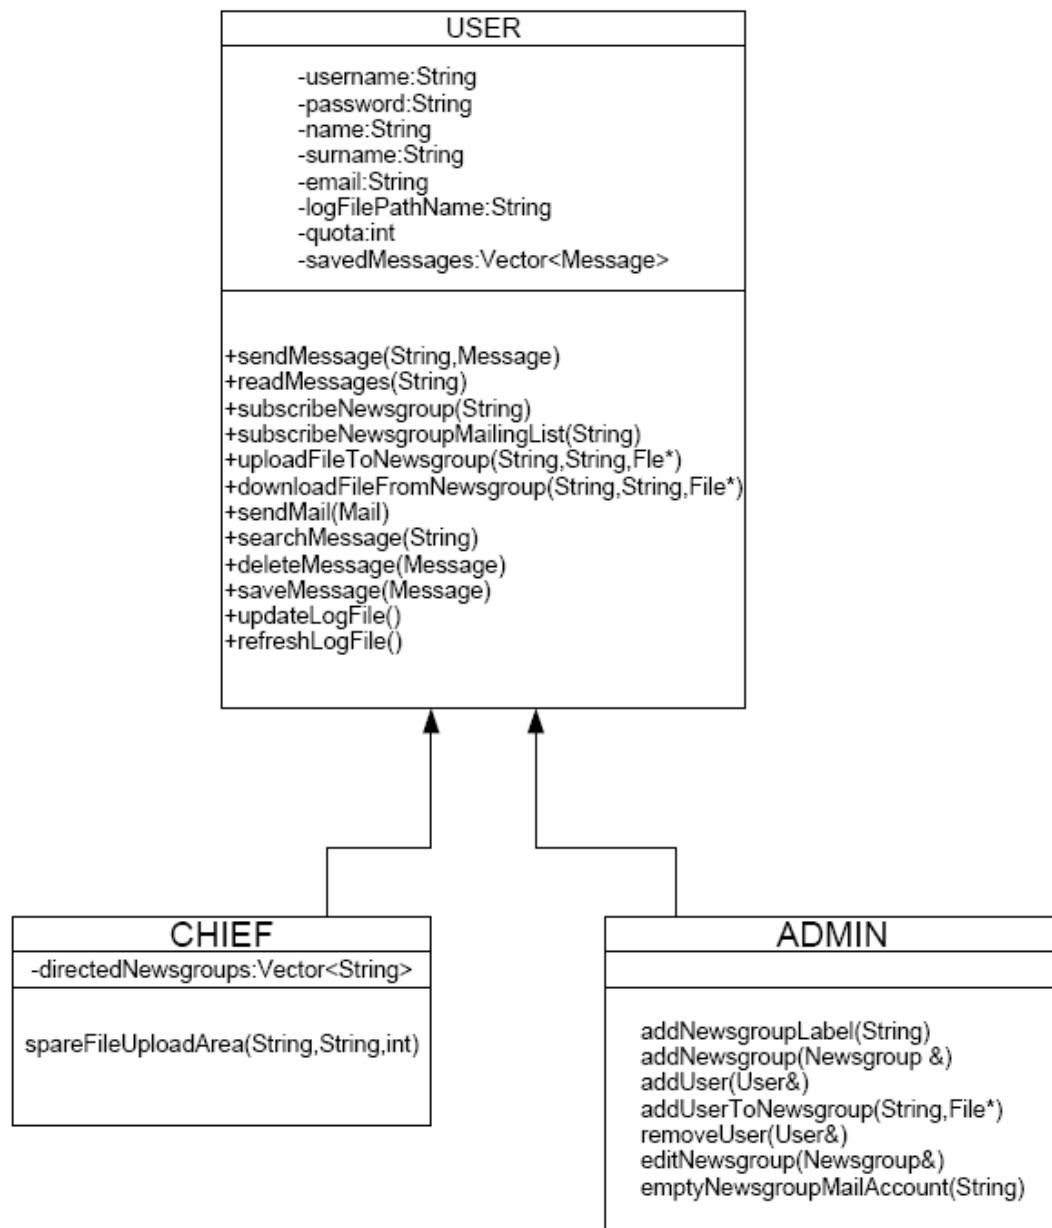 USER
-username:String
-password:String
-name:String
-surname:String
-email:String
-logFilePathName:String
-quota:int
-savedMessages:Vector<Message>
+sendMessage(String,Message)
+readMessages(String)
+subscribeNewsgroup(String)
+subscribeNewsgroupMailingList(String)
+uploadFileToNewsgroup(String,String,Fle*)
+downloadFileFromNewsgroup(String,String,File*)
+sendMail(Mail)
+searchMessage(String)
+deleteMessage(Message)
+saveMessage(Message)
+updateLogFile()
+refreshLogFile()
CHIEF
-directedNewsgroups:Vector<String>
spareFileUploadArea(String,String,int)
ADMIN
addNewsgroupLabel(String)
addNewsgroup(Newsgroup &)
addUser(User&)
addUserToNewsgroup(String,File*)
removeUser(User&)
editNewsgroup(Newsgroup&)
emptyNewsgroupMailAccount(String)